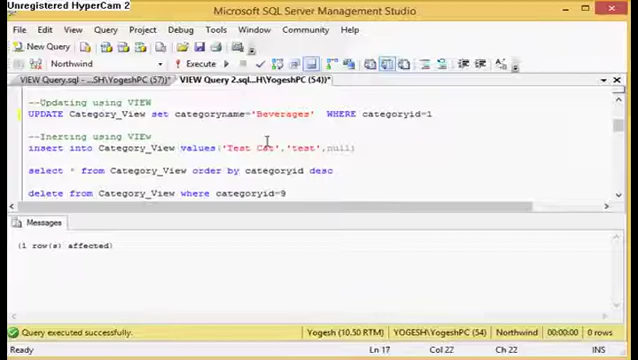 Unregistered HyperCam 2
Microsoft SQL Server Management Studio
File Edit View Query Project Debug Tools Window Community Help
New Query
Northwind Execute
VIEW Query.sql - ...SH\YogeshPC (57))* VIEW Query 2.sql...H\YogeshPC (54))*
--Updating using VIEW
UPDATE Category_View set categoryname='Beverages' WHERE categoryid=1
--Inerting using VIEW
insert into Category_View values('Test Cat','test',null)
select * from Category_View order by categoryid desc
delete from Category_View where categoryid=9
Messages
(1 row(s) affected)
Query executed successfully. Yogesh (10.50 RTM) YOGESH\YogeshPC (54) Northwind 00:00:00 0 rows
Ready Ln 17 Col 22 Ch 22 INS